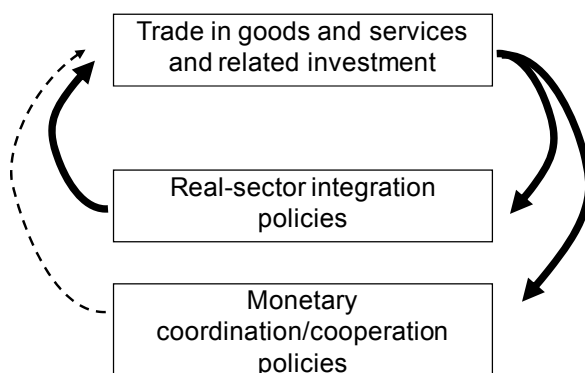 Trade in goods and services
and related investment
Real-sector integration
policies
Monetary
coordination/cooperation
policies